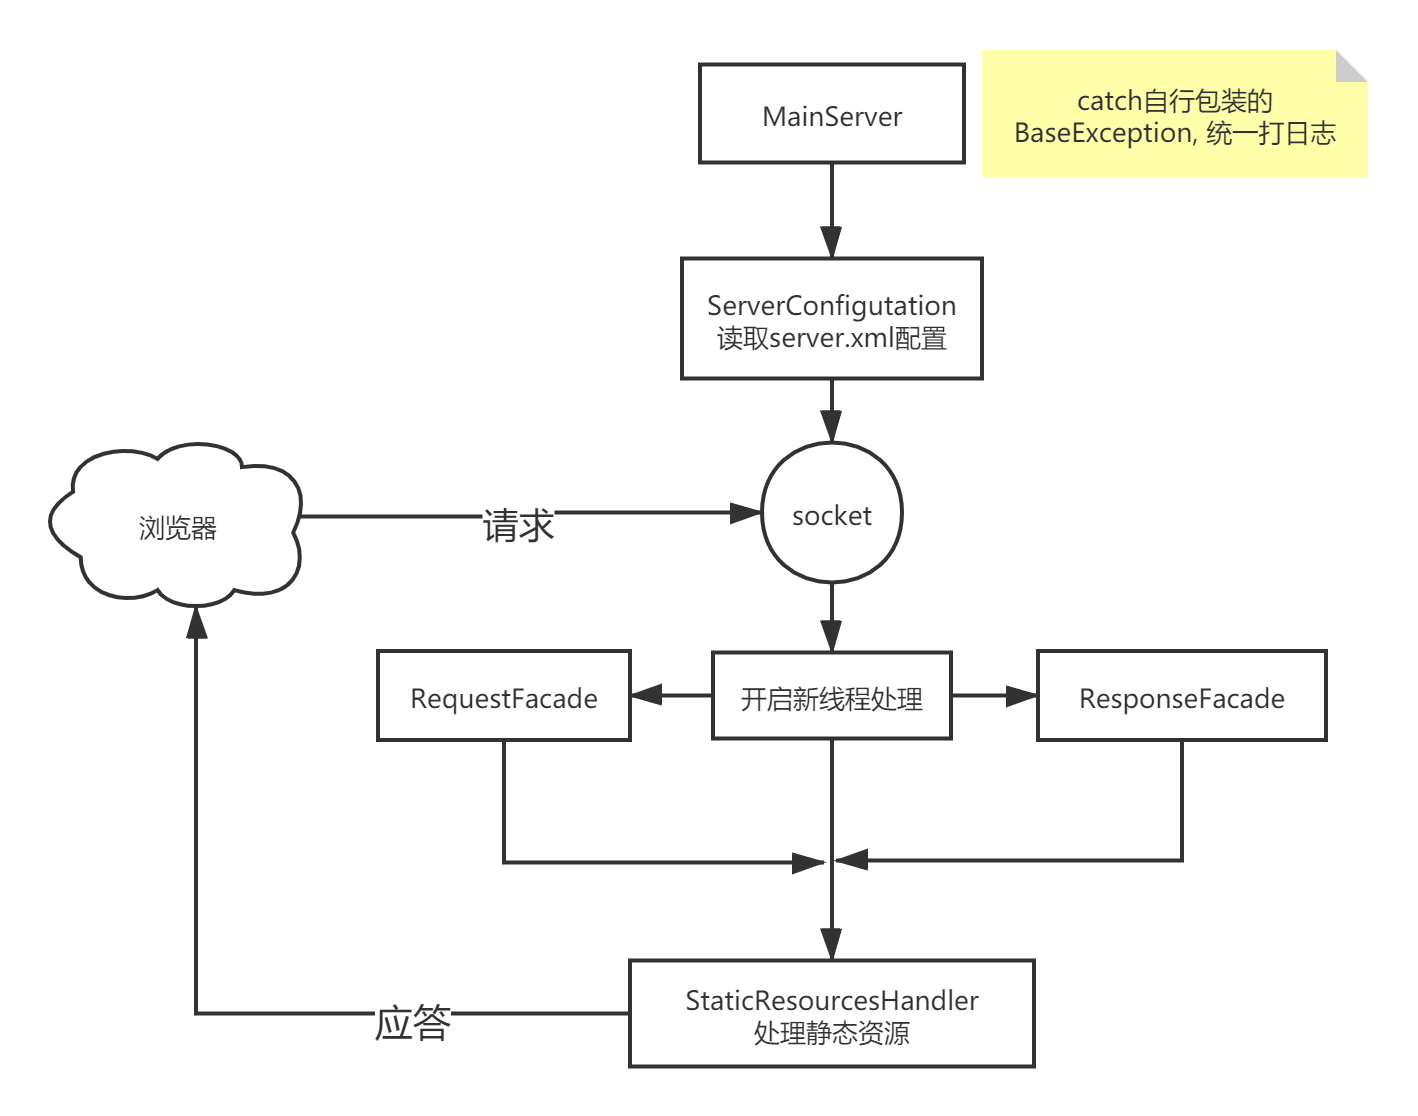 MainServer
catch自行包装的
BaseException, 统一打日志
ServerConfigutation
读取server.xml配置
浏览器
请求
socket
RequestFacade
开启新线程处理
ResponseFacade
StaticResourcesHandler
处理静态资源
应答